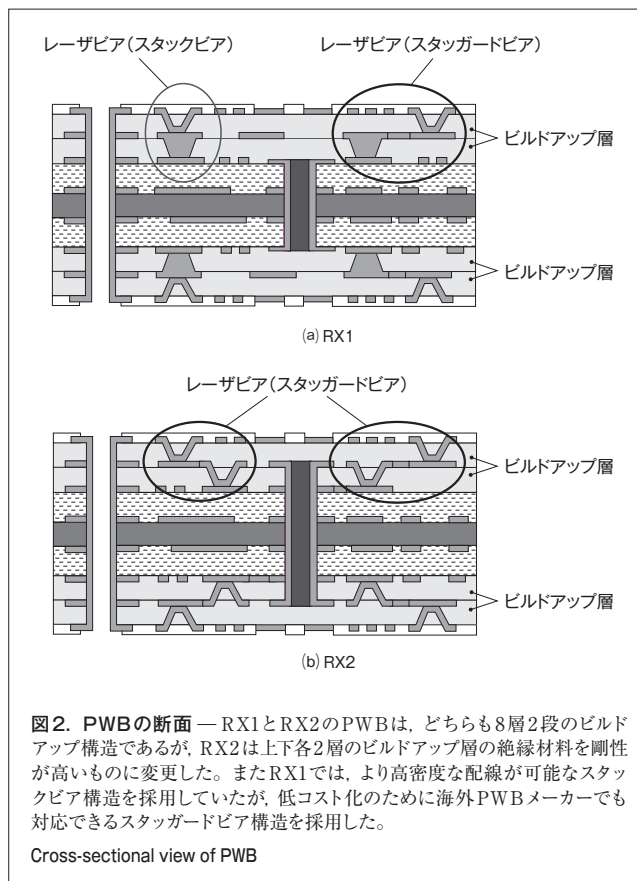 レーザビア(スタックビア)
レーザビア(スタッガードビア)
ビルドアップ層
ビルドアップ層
(a) RX1
レーザビア(スタッガードビア)
ビルドアップ層
ビルドアップ層
(b) RX2
図2. PWBの断面 — RX1とRX2のPWBは，どちらも8層2段のビルド
アップ構造であるが，RX2は上下各2層のビルドアップ層の絶縁材料を剛性
が高いものに変更した。またRX1では，より高密度な配線が可能なスタッ
クビア構造を採用していたが，低コスト化のために海外PWBメーカーでも
対応できるスタッガードビア構造を採用した。
Cross-sectional view of PWB